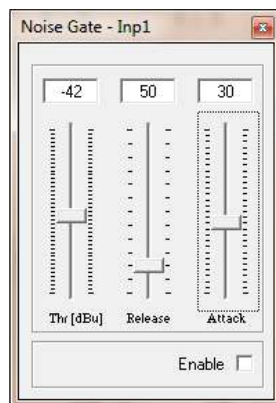 Noise Gate - Inp1
-42 50 30
Thr[dBu] Release Attack
Enable